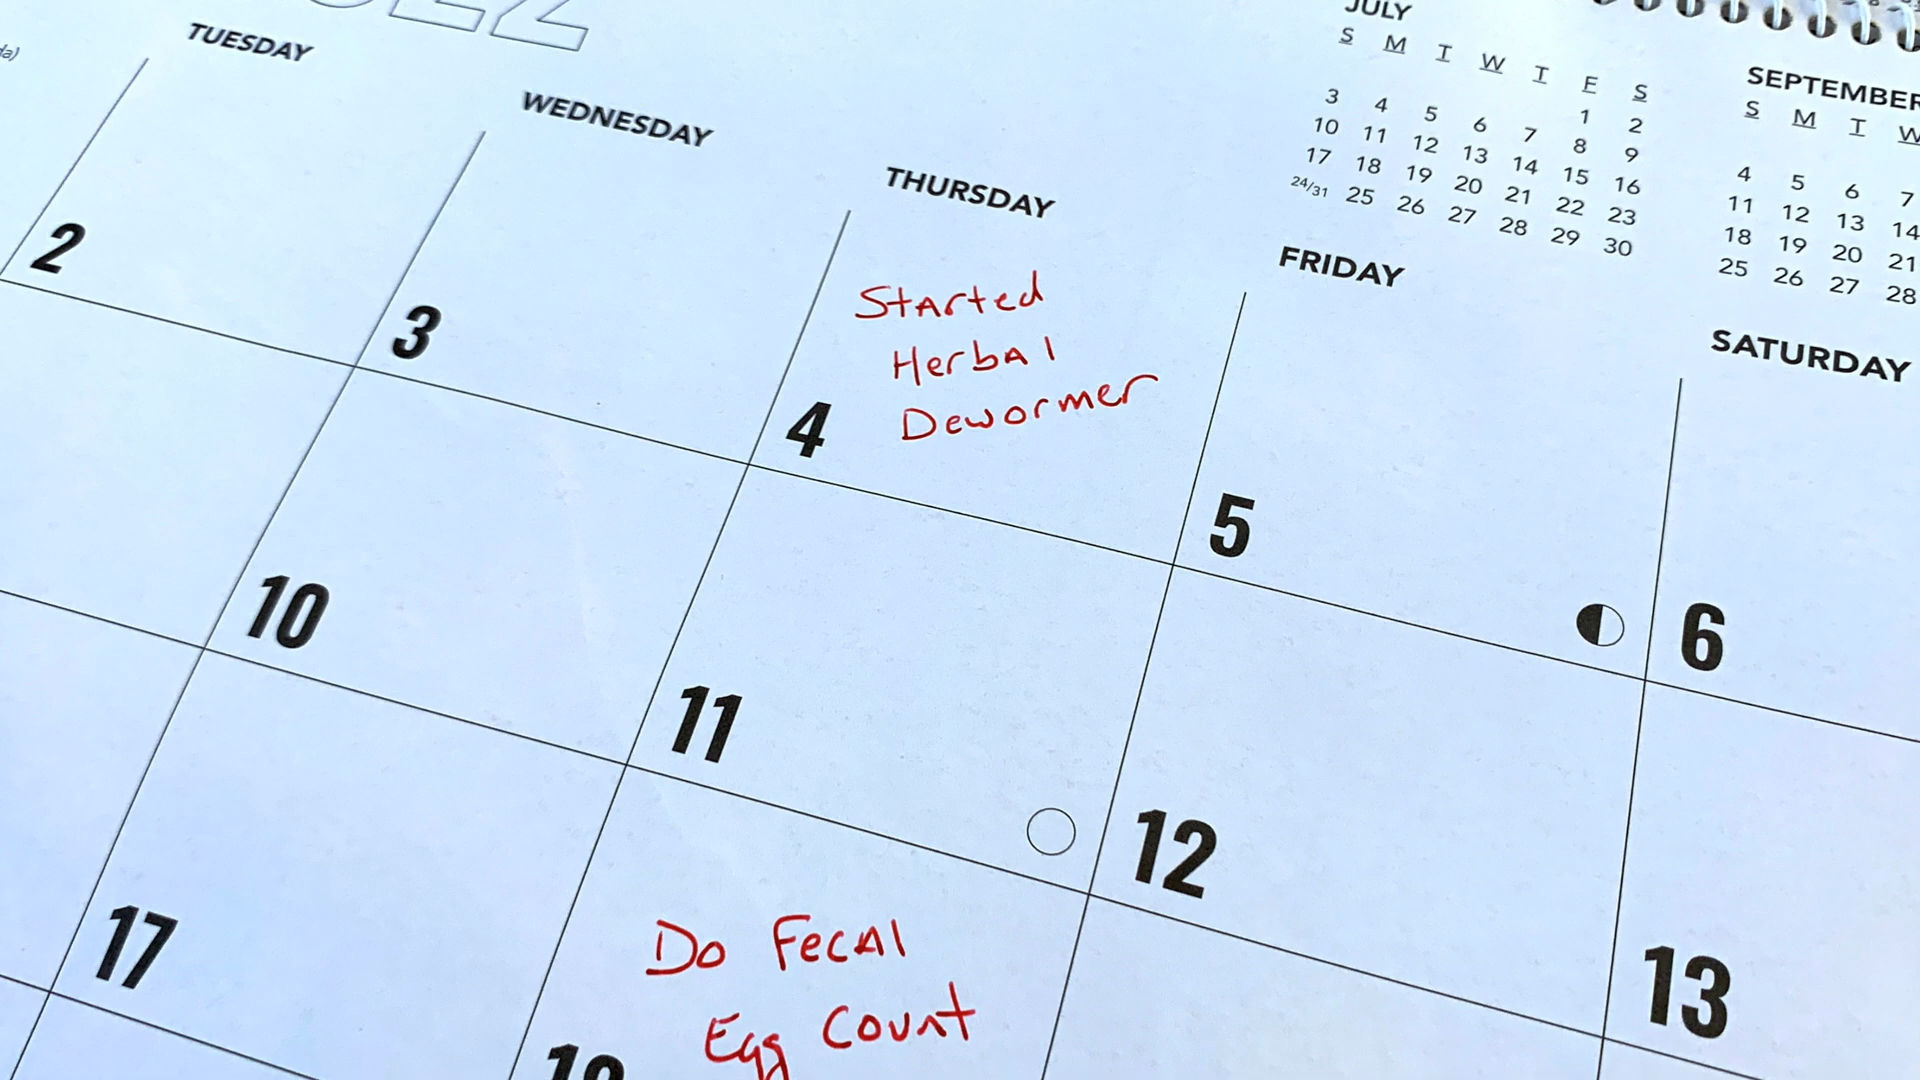 JULY
S M T W T F S
1 2
3 4 5 6 7 8 9
10 11 12 13 14 15 16
17 18 19 20 21 22 23
24/31 25 26 27 28 29 30
SEPTEMBER
S M T W
4 5 6 7
11 12 13 14
18 19 20 21
25 26 27 28
TUESDAY WEDNESDAY THURSDAY FRIDAY SATURDAY
Started
Herbal
Dewormer
2 3 4 5 6
10 11 12 13
Do Fecal
Egg Count
17 18